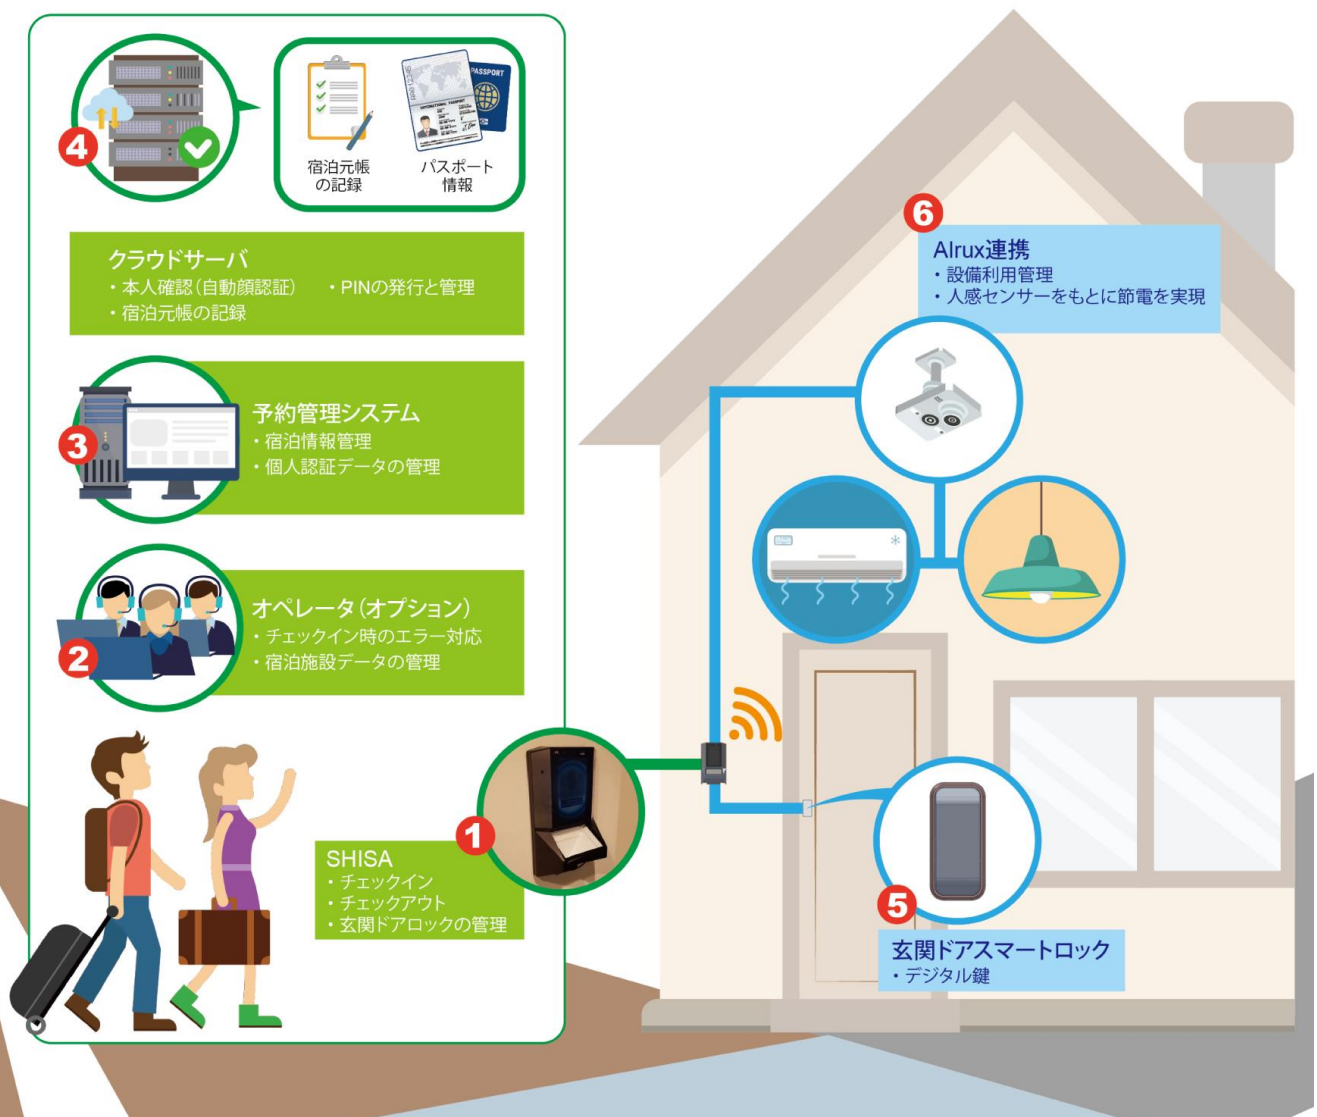 4
宿泊元帳
の記録
PASSPORT
パスポート
情報
クラウドサーバ
・本人確認（自動顔認証）　・PINの発行と管理
・宿泊元帳の記録
3
予約管理システム
・宿泊情報管理
・個人認証データの管理
2
オペレータ（オプション）
・チェックイン時のエラー対応
・宿泊施設データの管理
1
SHISA
・チェックイン
・チェックアウト
・玄関ドアロックの管理
6
AIrux連携
・設備利用管理
・人感センサーをもとに節電を実現
5
玄関ドアスマートロック
・デジタル鍵